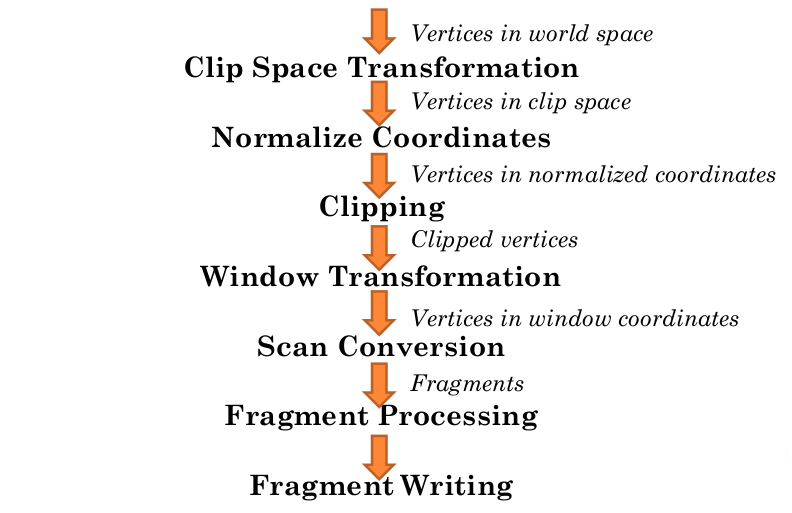 Vertices in world space
Clip Space Transformation
Vertices in clip space
Normalize Coordinates
Vertices in normalized coordinates
Clipping
Clipped vertices
Window Transformation
Vertices in window coordinates
Scan Conversion
Fragments
Fragment Processing
Fragment Writing